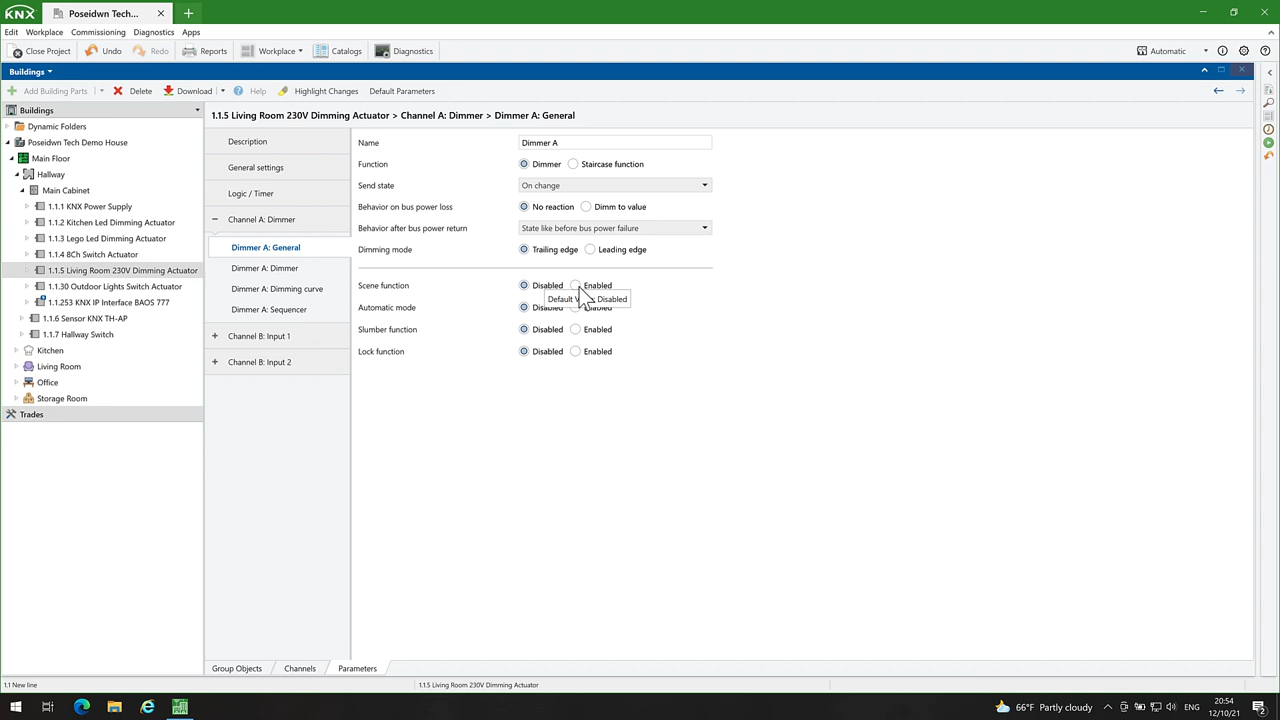 KNX Poseidwn Tech...
Edit Workplace Commissioning Diagnostics Apps
Close Project Undo Redo Reports Workplace Catalogs Diagnostics Automatic
Buildings
Add Building Parts Delete Download Help Highlight Changes Default Parameters
Buildings
1.1.5 Living Room 230V Dimming Actuator > Channel A: Dimmer > Dimmer A: General
Dynamic Folders
Poseidwn Tech Demo House
Main Floor
Hallway
Main Cabinet
1.1.1 KNX Power Supply
1.1.2 Kitchen Led Dimming Actuator
1.1.3 Lego Led Dimming Actuator
1.1.4 8Ch Switch Actuator
1.1.5 Living Room 230V Dimming Actuator
1.1.30 Outdoor Lights Switch Actuator
1.1.253 KNX IP Interface BAOS 777
1.1.6 Sensor KNX TH-AP
1.1.7 Hallway Switch
Kitchen
Living Room
Office
Storage Room
Trades
Description
General settings
Logic / Timer
Channel A: Dimmer
Dimmer A: General
Dimmer A: Dimmer
Dimmer A: Dimming curve
Dimmer A: Sequencer
Channel B: Input 1
Channel B: Input 2
Name Dimmer A
Function Dimmer Staircase function
Send state On change
Behavior on bus power loss No reaction Dimm to value
Behavior after bus power return State like before bus power failure
Dimming mode Trailing edge Leading edge
Scene function Disabled Enabled
Default Disabled
Automatic mode Disabled Enabled
Slumber function Disabled Enabled
Lock function Disabled Enabled
Group Objects Channels Parameters
1.1 New line 1.1.5 Living Room 230V Dimming Actuator
66°F Partly cloudy ENG 20:54
12/10/21